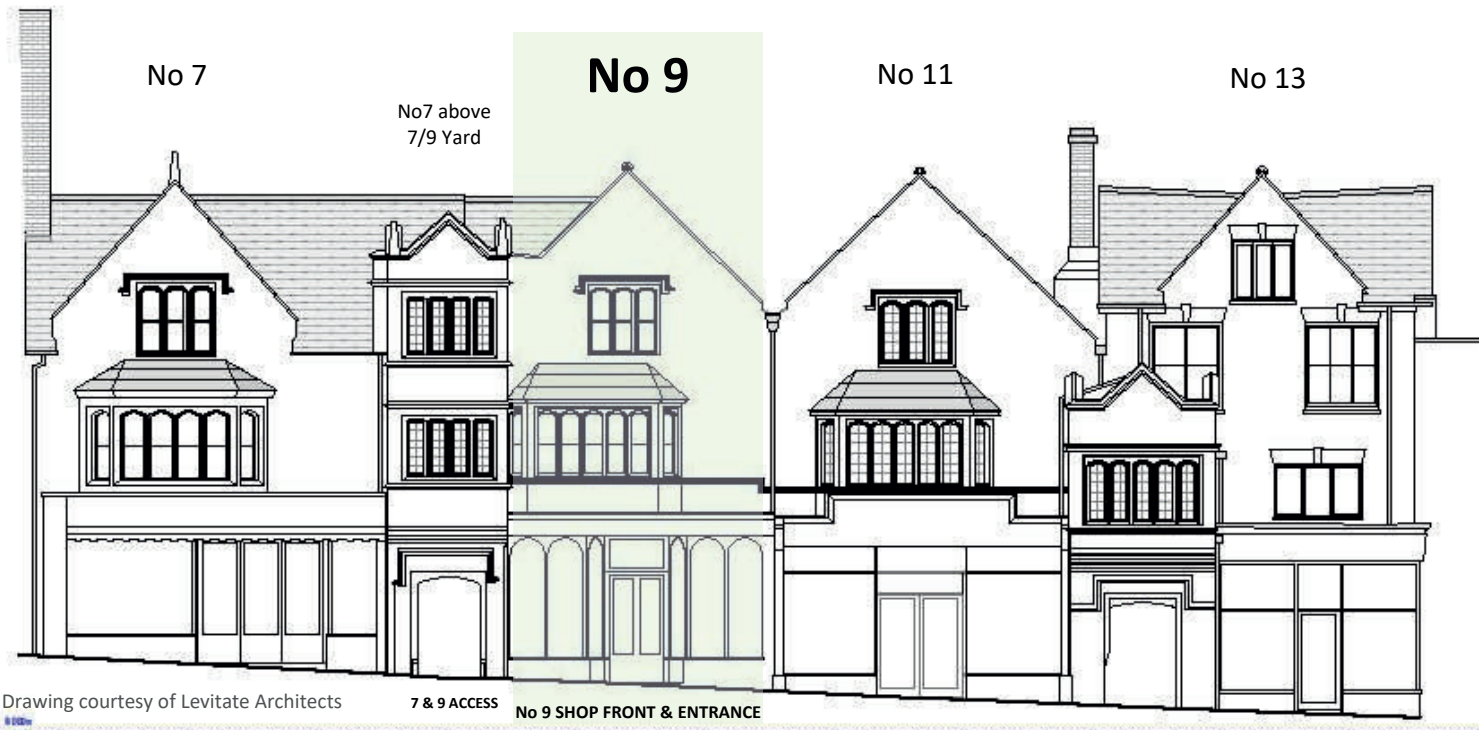 No 7
No7 above
7/9 Yard
No 9
No 11
No 13
Drawing courtesy of Levitate Architects
7 & 9 ACCESS
No 9 SHOP FRONT & ENTRANCE